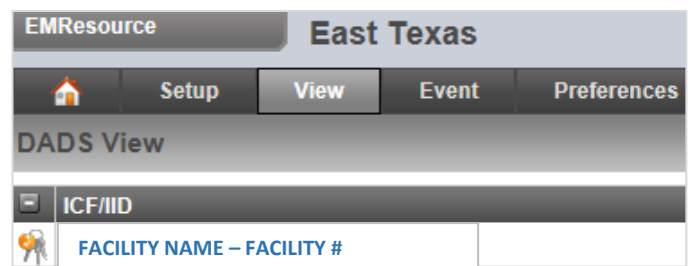 EMResource East Texas
Setup View Event Preferences
DADS View
ICF/IID
FACILITY NAME – FACILITY #